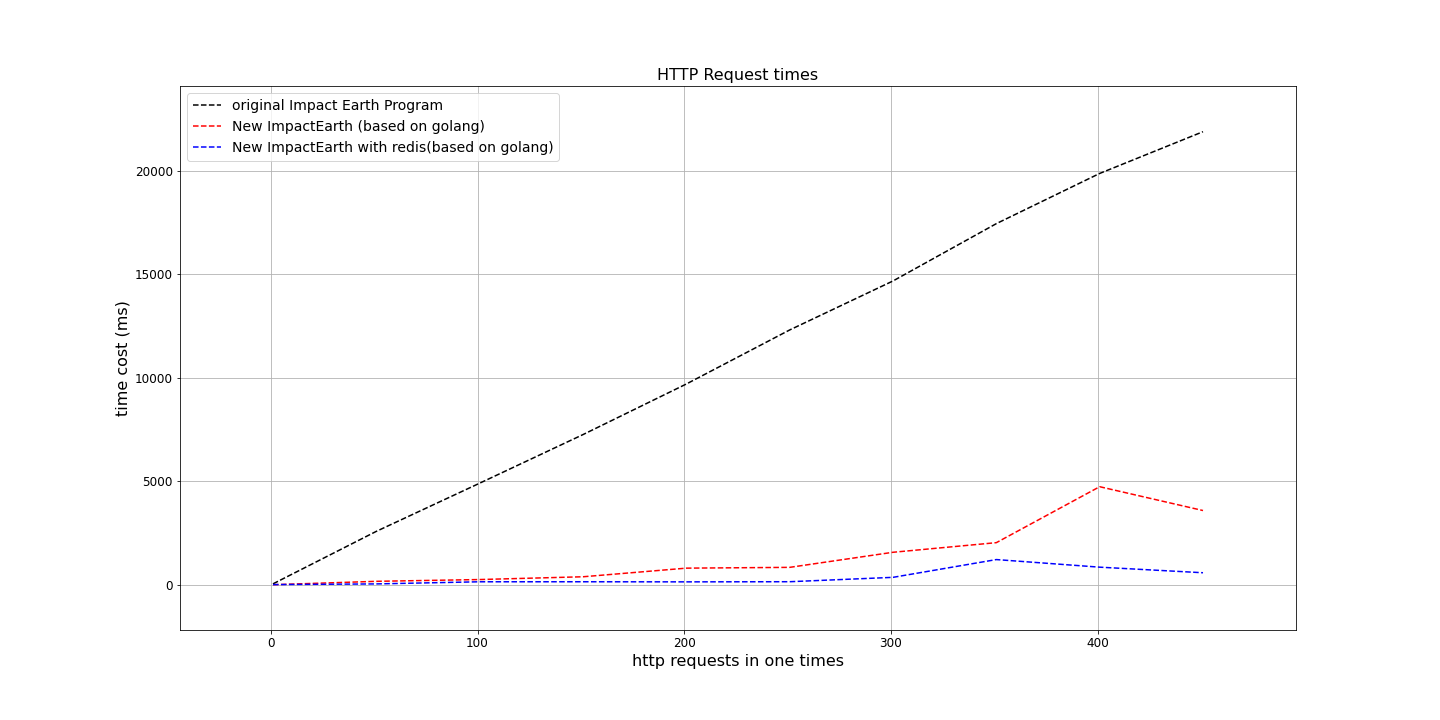 HTTP Request times
original Impact Earth Program
New ImpactEarth (based on golang)
New ImpactEarth with redis(based on golang)
time cost (ms)
20000
15000
10000
5000
0
0 100 200 300 400
http requests in one times